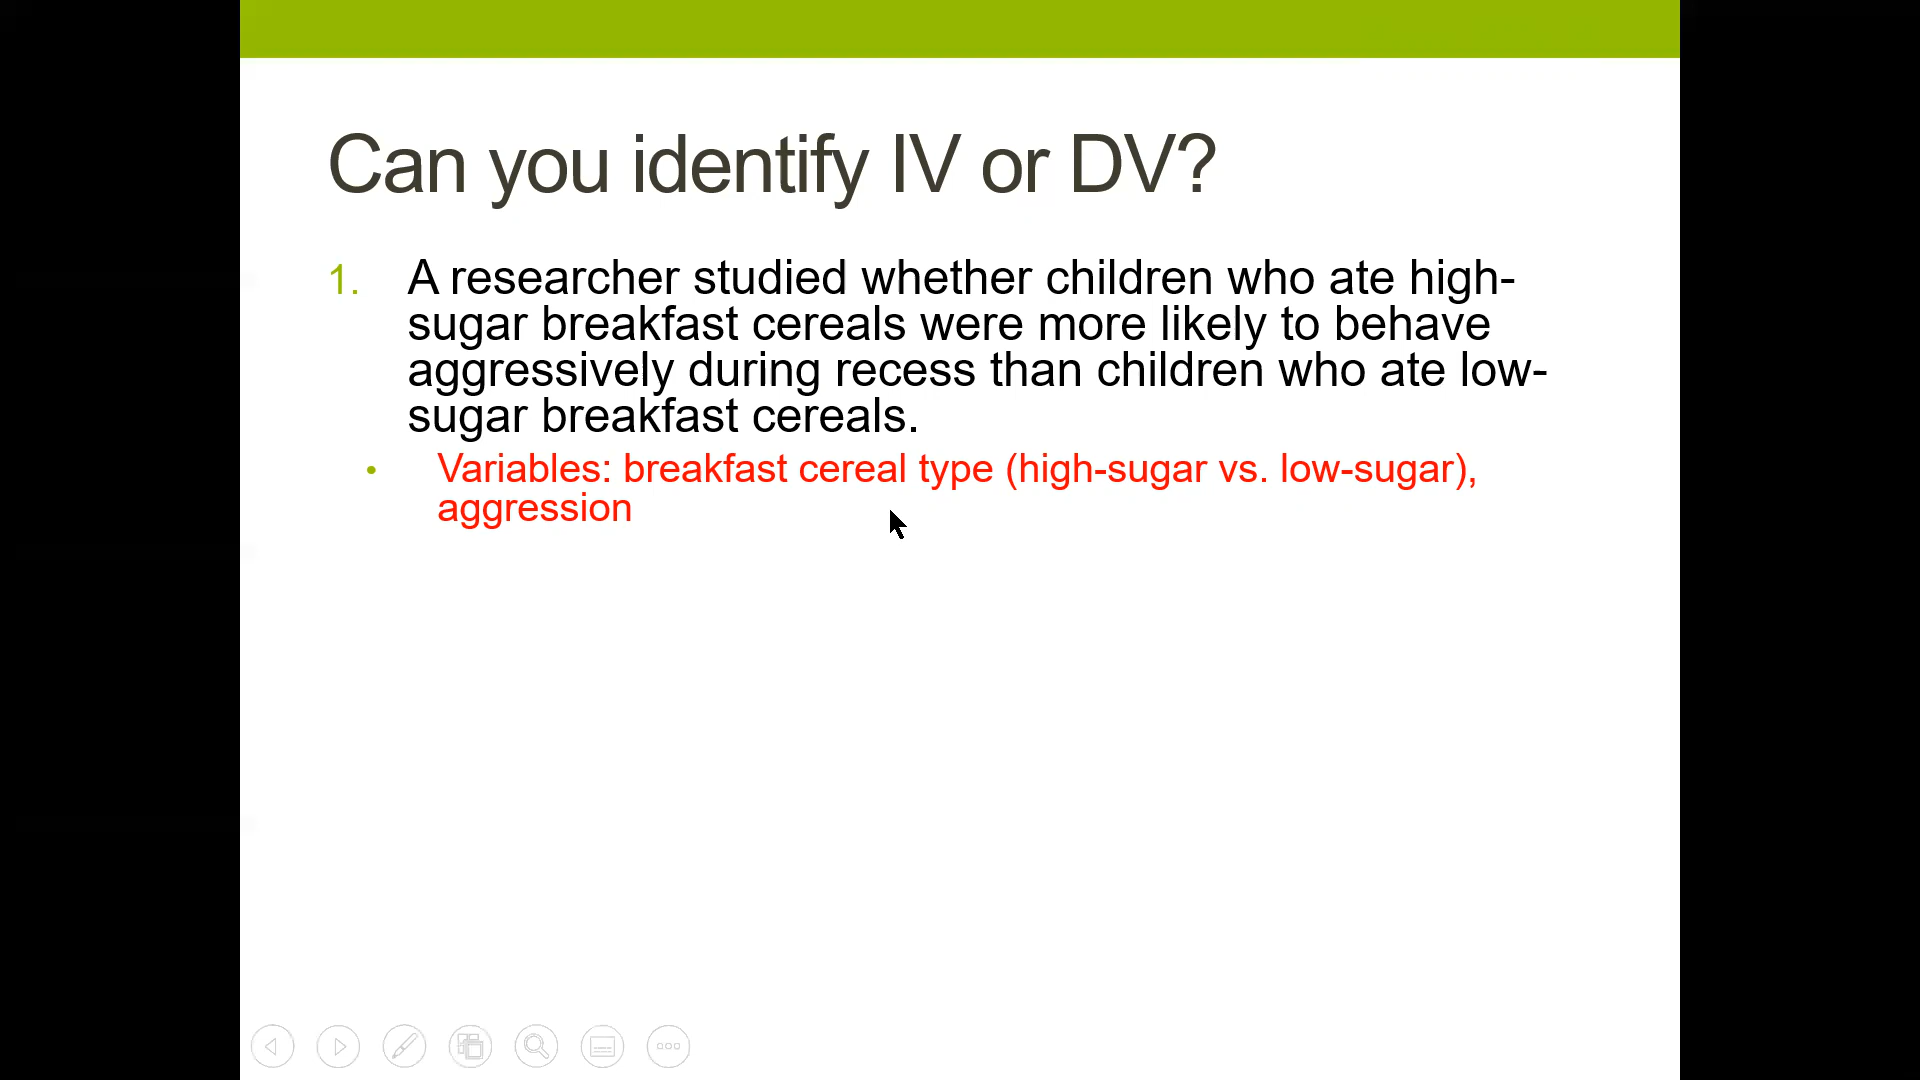 Can you identify IV or DV?
1. A researcher studied whether children who ate high-
sugar breakfast cereals were more likely to behave
aggressively during recess than children who ate low-
sugar breakfast cereals.
• Variables: breakfast cereal type (high-sugar vs. low-sugar),
aggression